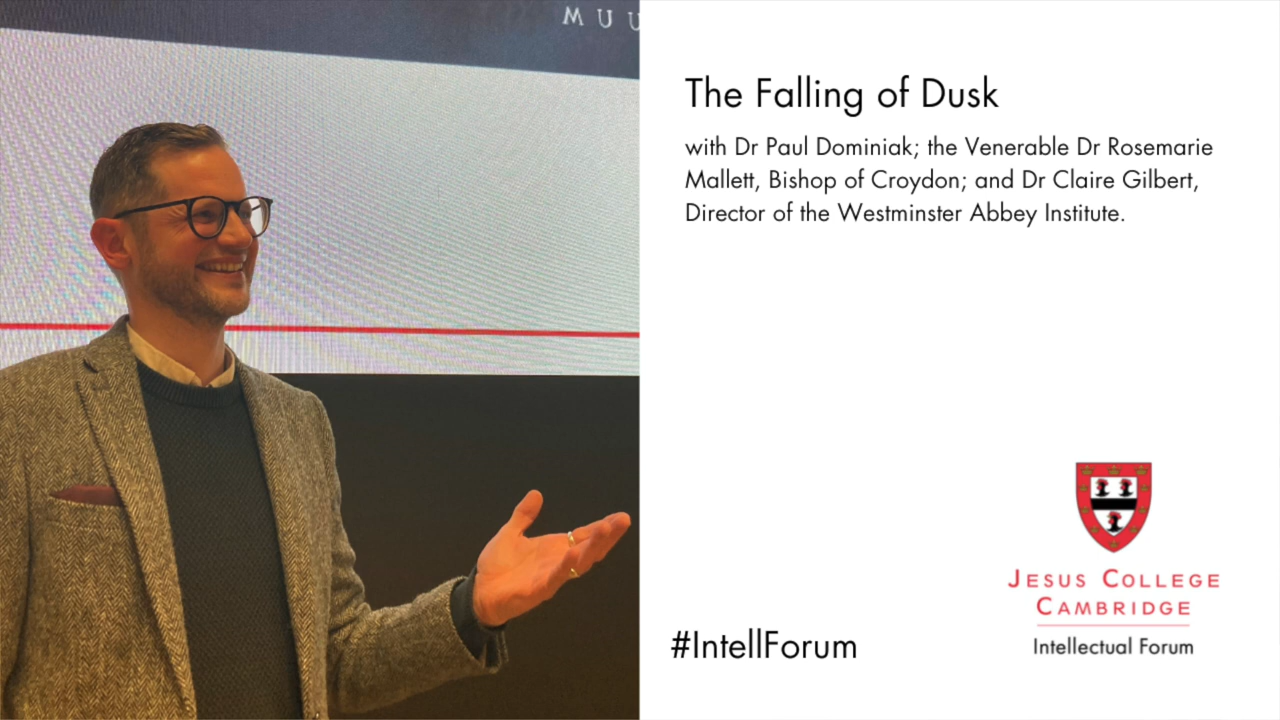 MUU
The Falling of Dusk
with Dr Paul Dominiak; the Venerable Dr Rosemarie
Mallett, Bishop of Croydon; and Dr Claire Gilbert,
Director of the Westminster Abbey Institute.
JESUS COLLEGE
CAMBRIDGE
Intellectual Forum
#IntellForum